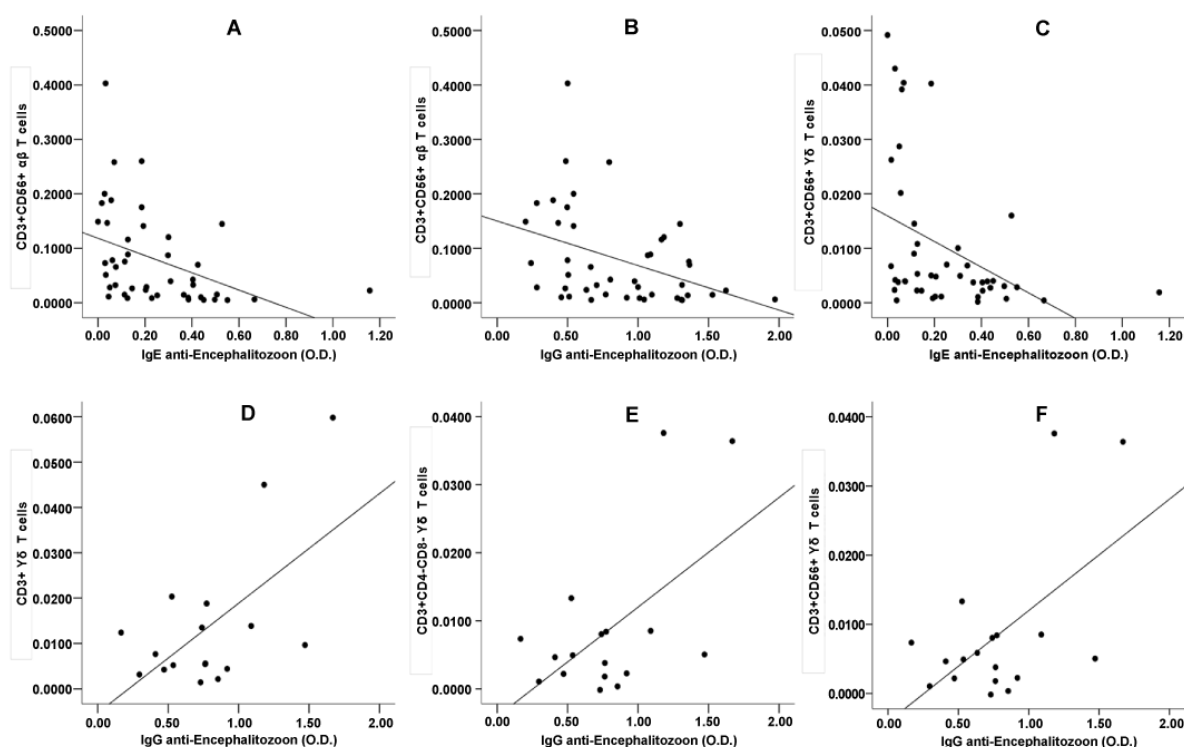 A
CD3+CD56+ αβ T cells
0.5000
0.4000
0.3000
0.2000
0.1000
0.0000
0.00 0.20 0.40 0.60 0.80 1.00 1.20
IgE anti-Encephalitozoon (O.D.)
B
CD3+CD56+ αβ T cells
0.5000
0.4000
0.3000
0.2000
0.1000
0.0000
0.00 0.50 1.00 1.50 2.00
IgG anti-Encephalitozoon (O.D.)
C
CD3+CD56+ Yδ T cells
0.0500
0.0400
0.0300
0.0200
0.0100
0.0000
0.00 0.20 0.40 0.60 0.80 1.00 1.20
IgE anti-Encephalitozoon (O.D.)
D
CD3+ Yδ T cells
0.0600
0.0500
0.0400
0.0300
0.0200
0.0100
0.0000
0.00 0.50 1.00 1.50 2.00
IgG anti-Encephalitozoon (O.D.)
E
CD3+CD4-CD8- Yδ T cells
0.0400
0.0300
0.0200
0.0100
0.0000
0.00 0.50 1.00 1.50 2.00
IgG anti-Encephalitozoon (O.D.)
F
CD3+CD56+ Yδ T cells
0.0400
0.0300
0.0200
0.0100
0.0000
0.00 0.50 1.00 1.50 2.00
IgG anti-Encephalitozoon (O.D.)